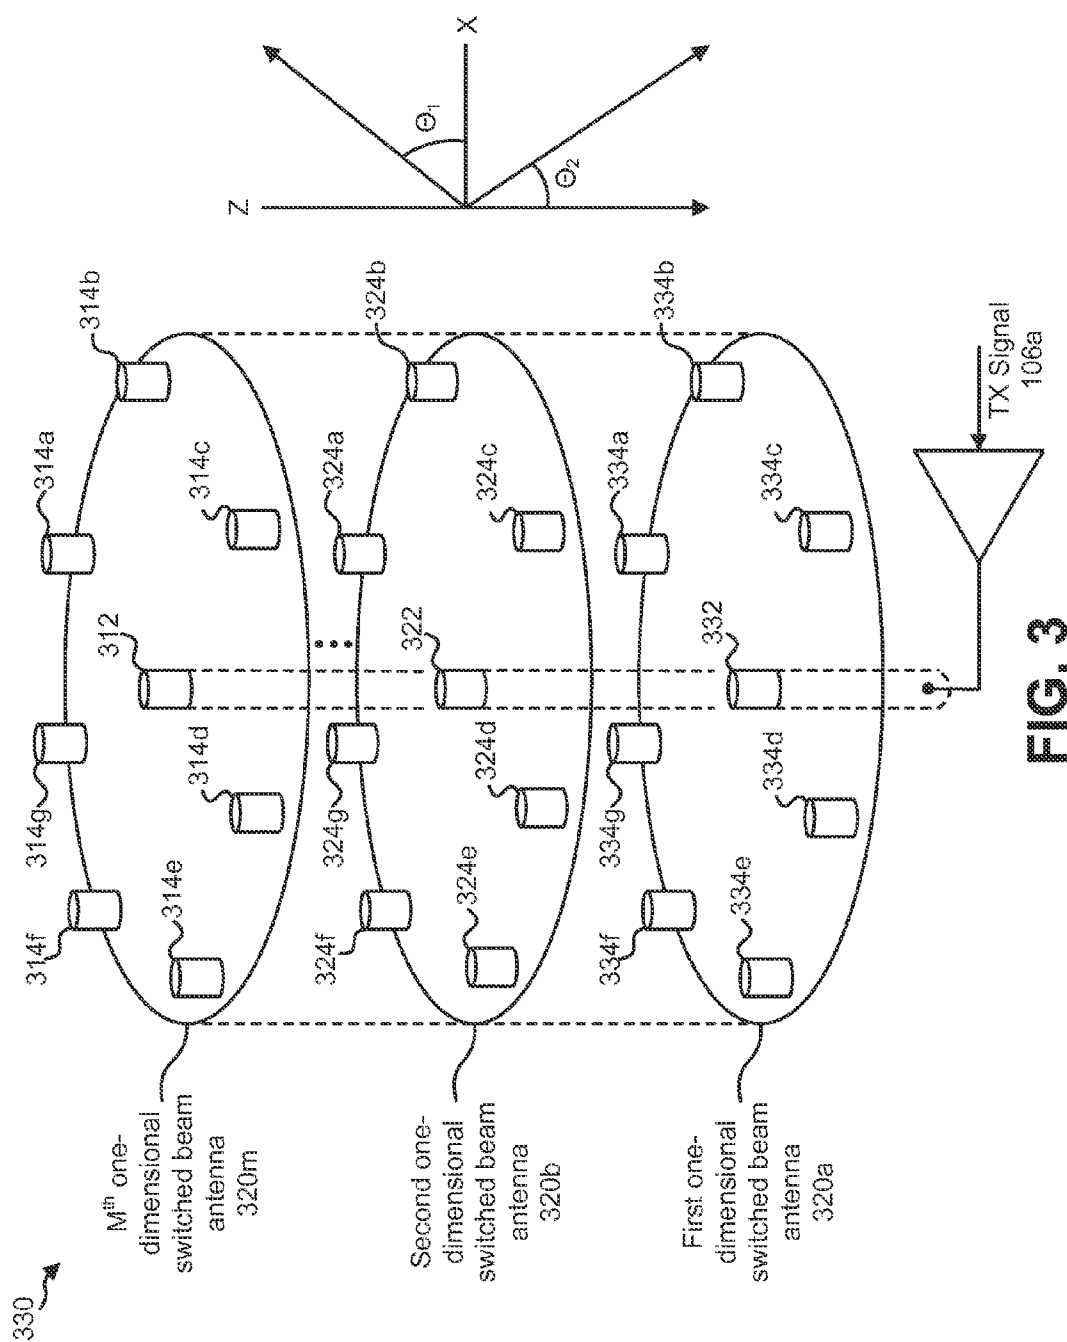 330
M^th one-
dimensional
switched beam
antenna
320m
Second one-
dimensional
switched beam
antenna
320b
First one-
dimensional
switched beam
antenna
320a
314f
314g
314e
314d
312
314a
314c
314b
324f
324g
324e
324d
322
324a
324c
324b
334f
334g
334e
334d
332
334a
334c
334b
Z
X
Θ1
Θ2
TX Signal
106a
FIG. 3